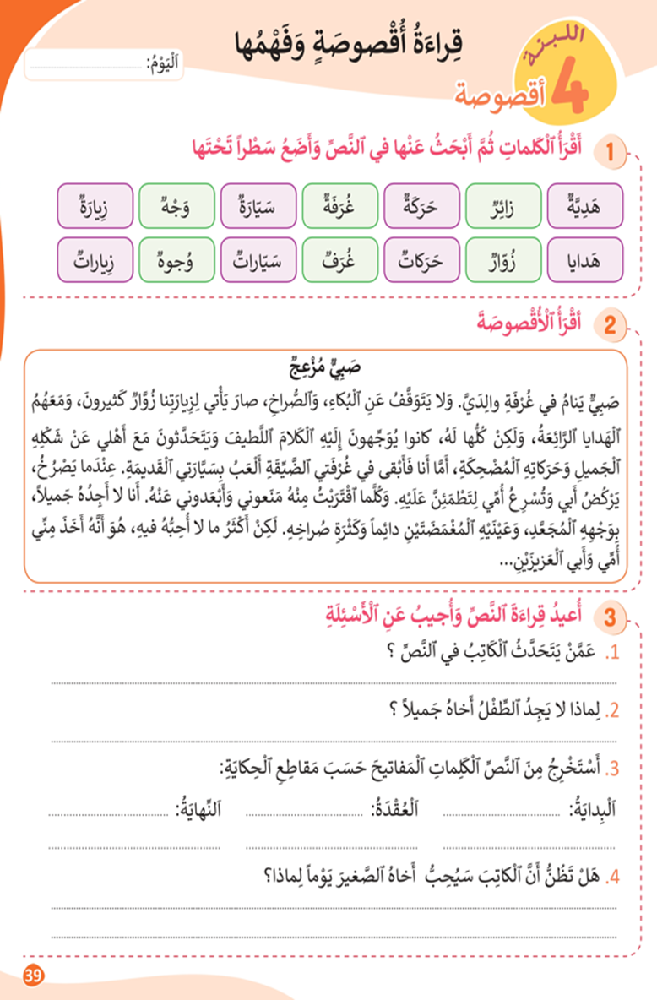 اللبنة
4
أقصوصة
قِراءَةُ أُقْصوصَةٍ وَفَهْمُها
اَلْيَوْمُ:
1 أَقْرَأُ ٱلْكَلِماتِ ثُمَّ أَبْحَثُ عَنْها في ٱلنَّصِّ وَأَضَعُ سَطْراً تَحْتَها
هَدِيَّةٌ زائِرٌ حَرَكَةٌ غُرَفَةٌ سَيّارَةٌ وَجْهٌ زِيارَةٌ
هَدايا زُوّارٌ حَرَكاتٌ غُرَفٌ سَيّاراتٌ وُجوهٌ زِياراتٌ
2 أَقْرَأُ ٱلْأُقْصوصَةَ
صَبِيٌّ مُزْعِجٌ
صَبِيٌّ يَنامُ في غُرْفَةِ والِدَيَّ. وَلا يَتَوَقَّفُ عَنِ ٱلْبُكاءِ، وَٱلصُّراخِ، صارَ يَأْتي لِزِيارَتِنا زُوَّارٌ كَثيرونَ، وَمَعَهُمُ
ٱلْهَدايا ٱلرَّائِعَةُ، وَلَكِنْ كُلُّها لَهُ، كانوا يُوَجِّهونَ إِلَيْهِ ٱلْكَلامَ ٱللَّطيفَ وَيَتَحَدَّثونَ مَعَ أَهْلي عَنْ شَكْلِهِ
ٱلْجَميلِ وَحَرَكاتِهِ ٱلْمُضْحِكَةِ، أَمَّا أَنا فَأَبْقى في غُرْفَتي ٱلضَّيِّقَةِ أَلْعَبُ بِسَيَّارَتي ٱلْقَديمَةِ. عِنْدَما يَصْرُخُ،
يَرْكُضُ أَبي وَتُسْرِعُ أُمّي لِتَطْمَئِنَّ عَلَيْهِ. وَكُلَّما ٱقْتَرَبْتُ مِنْهُ مَنَعوني وَأَبْعَدوني عَنْهُ. أَنا لا أَجِدُهُ جَميلاً،
بِوَجْهِهِ ٱلْمُجَعَّدِ، وَعَيْنَيْهِ ٱلْمُغْمَضَتَيْنِ دائِماً وَكَثْرَةِ صُراخِهِ. لَكِنْ أَكْثَرُ ما لا أُحِبُّهُ فيهِ، هُوَ أَنَّهُ أَخَذَ مِنِّي
أُمِّي وَأَبي ٱلْعَزيزَيْنِ...
3 أُعيدُ قِراءَةَ ٱلنَّصِّ وَأُجيبُ عَنِ ٱلْأَسْئِلَةِ
1. عَمَّنْ يَتَحَدَّثُ ٱلْكَاتِبُ في ٱلنَّصِّ ؟
2. لِماذا لا يَجِدُ ٱلطِّفْلُ أَخاهُ جَميلاً ؟
3. أَسْتَخْرِجُ مِنَ ٱلنَّصِّ ٱلْكَلِماتِ ٱلْمَفاتيحَ حَسَبَ مَقاطِعِ ٱلْحِكايَةِ:
اَلْبِدايَةُ: اَلْعُقْدَةُ: اَلنِّهايَةُ:
4. هَلْ تَظُنُّ أَنَّ ٱلْكاتِبَ سَيُحِبُّ أَخاهُ ٱلصَّغيرَ يَوْماً لِماذا؟
39